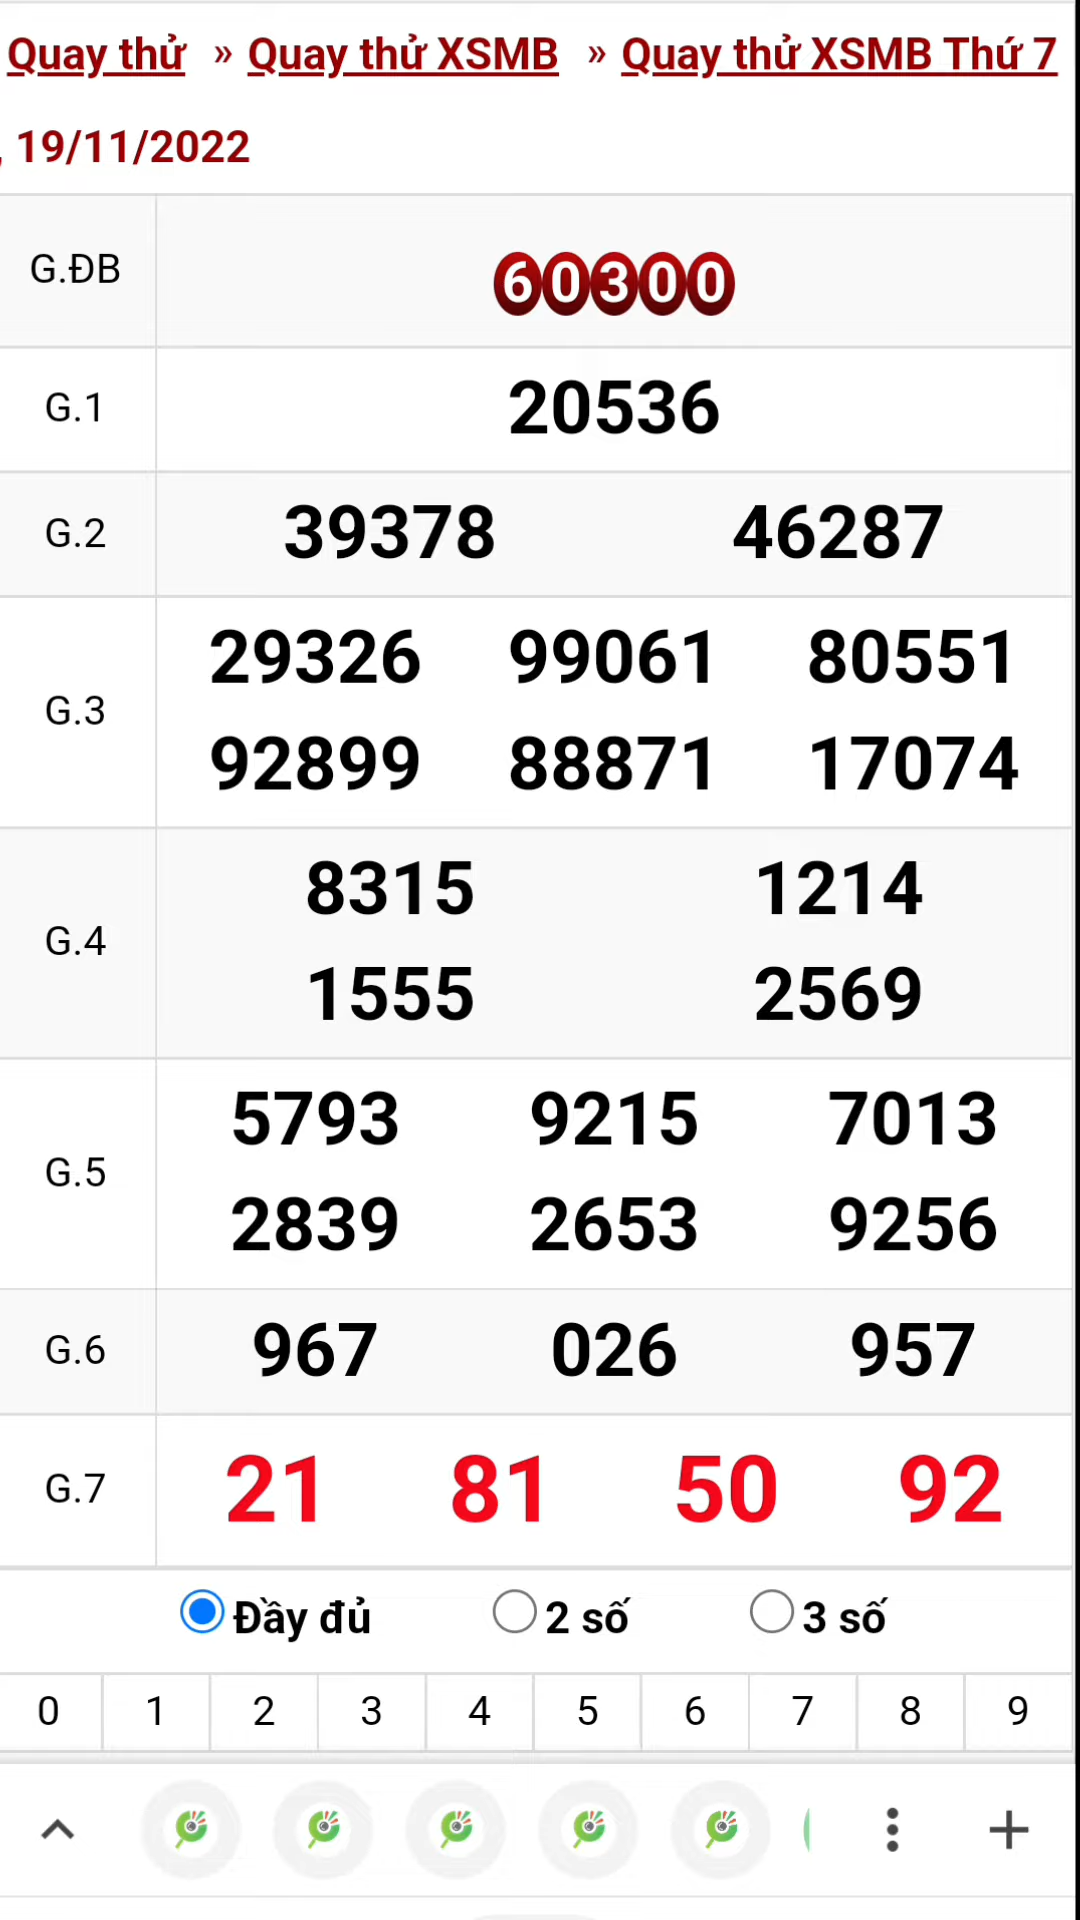 Quay thử » Quay thử XSMB » Quay thử XSMB Thứ 7
, 19/11/2022
G.ĐB 60300
G.1 20536
G.2 39378 46287
G.3 29326 99061 80551
92899 88871 17074
G.4 8315 1214
1555 2569
G.5 5793 9215 7013
2839 2653 9256
G.6 967 026 957
G.7 21 81 50 92
Đầy đủ 2 số 3 số
0 1 2 3 4 5 6 7 8 9